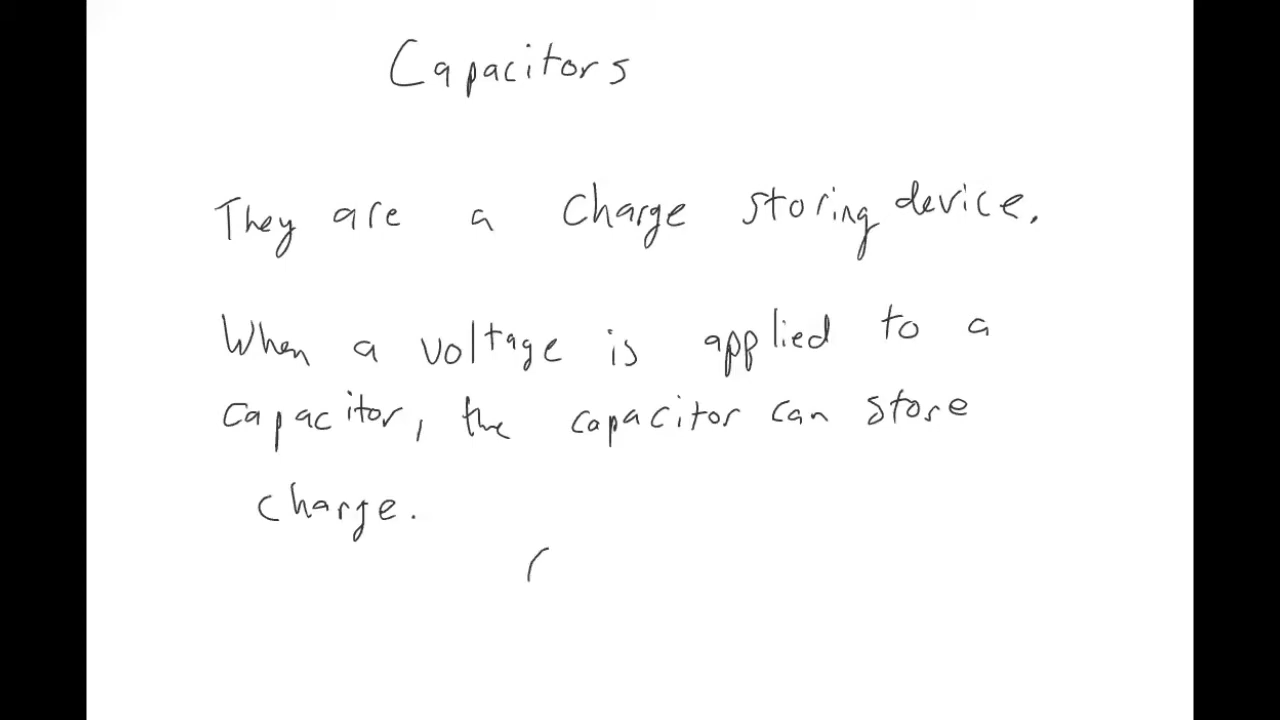 Capacitors
They are a charge storing device.
When a voltage is applied to a
capacitor, the capacitor can store
charge.